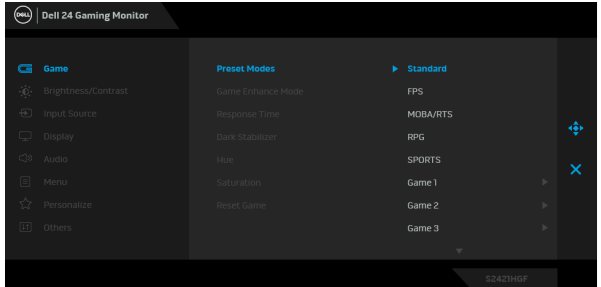 DELL Dell 24 Gaming Monitor
Game Preset Modes Standard
Brightness/Contrast Game Enhance Mode FPS
Input Source Response Time MOBA/RTS
Display Dark Stabilizer RPG
Audio Hue SPORTS
Menu Saturation Game 1
Personalize Reset Game Game 2
Others Game 3
S2421HGF